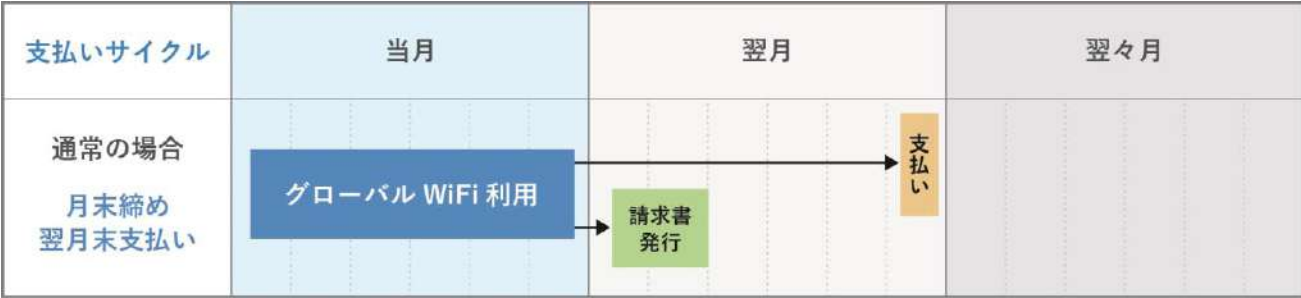 支払いサイクル
当月
翌月
翌々月
通常の場合
月末締め
翌月末支払い
グローバル WiFi 利用
請求書
発行
支払い